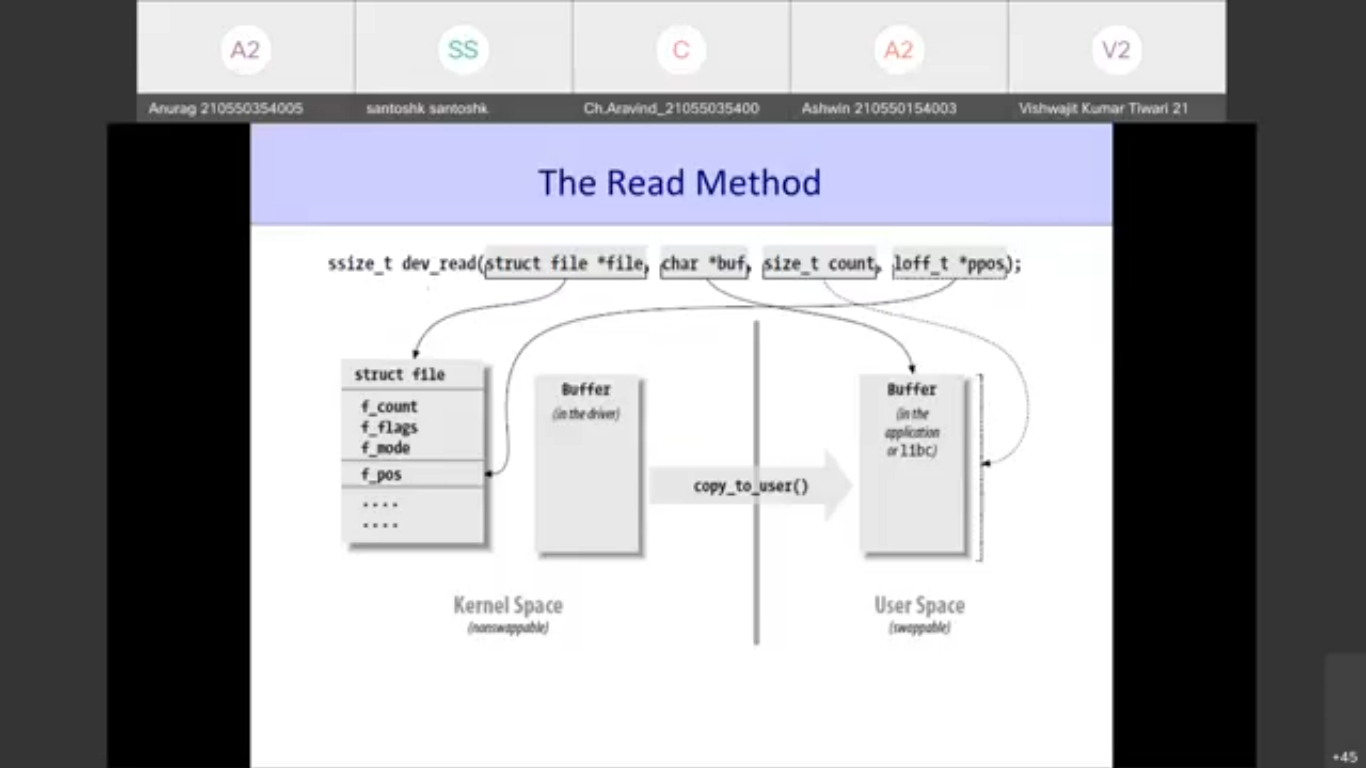 A2
SS
C
A2
V2
Anurag 210550354005
santoshk santoshk
Ch.Aravind_21055035400
Ashwin 210550154003
Vishwajit Kumar Tiwari 21
The Read Method
ssize_t dev_read(struct file *file, char *buf, size_t count, loff_t *ppos);
struct file
f_count
f_flags
f_mode
f_pos
....
....
Buffer
(in the driver)
copy_to_user()
Buffer
(in the
application
or libc)
Kernel Space
(nonswappable)
User Space
(swappable)
+45